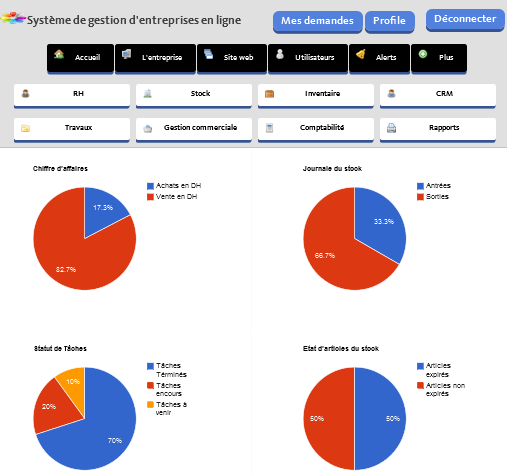 Système de gestion d'entreprises en ligne
Mes demandes
Profile
Déconnecter
Accueil
L'entreprise
Site web
Utilisateurs
Alerts
Plus
RH
Stock
Inventaire
CRM
Travaux
Gestion commerciale
Comptabilité
Rapports
Chiffre d'affaires
Achats en DH
Vente en DH
17.3%
82.7%
Journale du stock
Antrées
Sorties
33.3%
66.7%
Statut de Tâches
Tâches
Términés
Tâches
encours
Tâches à
venir
10%
20%
70%
Etat d'articles du stock
Articles
expirés
Articles non
expirés
50%
50%